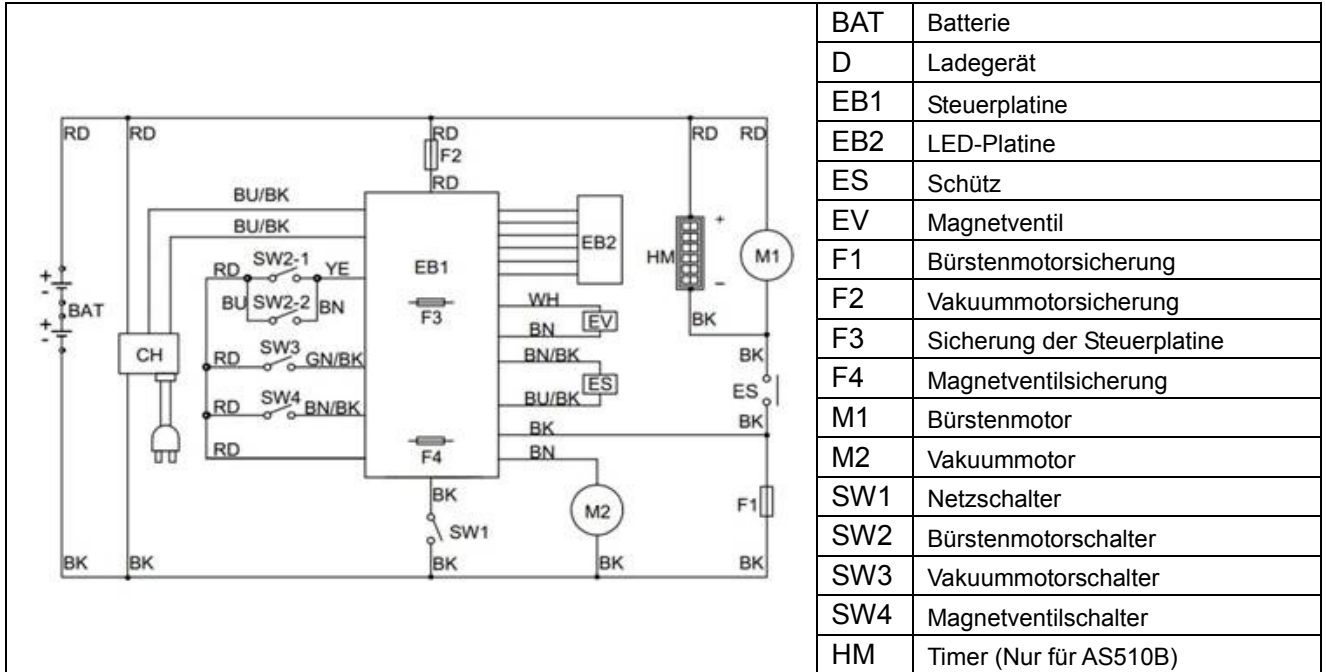 RD RD RD RD RD
F2
RD
BU/BK
BU/BK
SW2-1
RD YE
BU SW2-2 BN
EB1
EB2
HM
+
M1
F3
-
WH
EV
BN
BK
+
-
BAT
+
-
CH
SW3
RD GN/BK
BN/BK
ES
BU/BK
BK
ES
SW4
RD BN/BK
BK
BK
RD
F4
BN
BK
SW1
M2
F1
BK BK BK BK BK
BAT Batterie
D Ladegerät
EB1 Steuerplatine
EB2 LED-Platine
ES Schütz
EV Magnetventil
F1 Bürstenmotorsicherung
F2 Vakuummotorsicherung
F3 Sicherung der Steuerplatine
F4 Magnetventilsicherung
M1 Bürstenmotor
M2 Vakuummotor
SW1 Netzschalter
SW2 Bürstenmotorschalter
SW3 Vakuummotorschalter
SW4 Magnetventilschalter
HM Timer (Nur für AS510B)